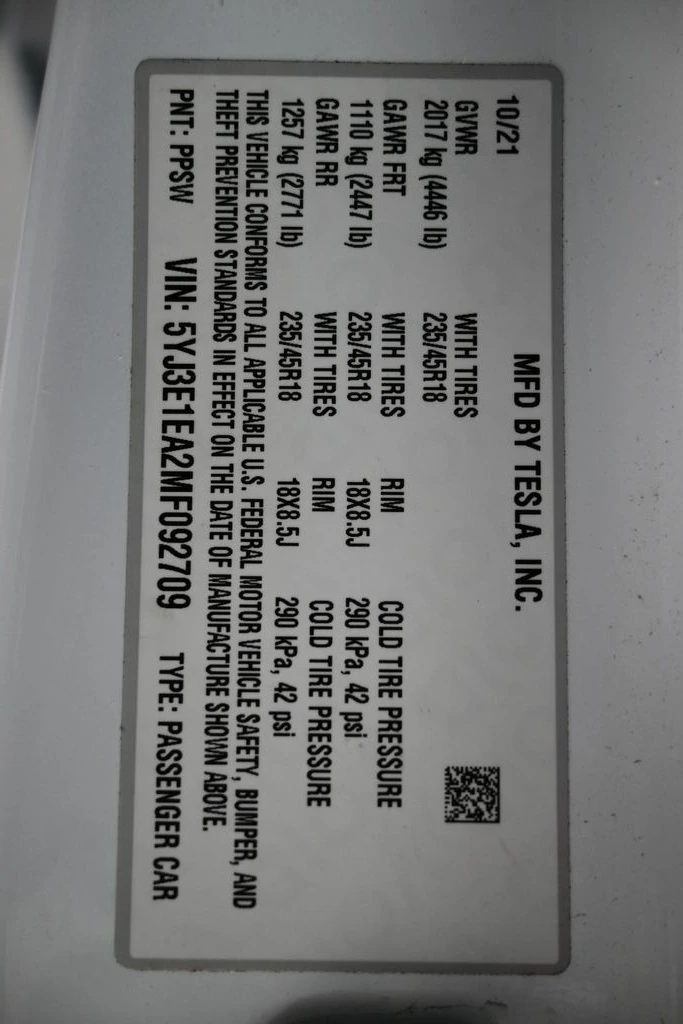 MFD BY TESLA, INC.
10/21
GVWR WITH TIRES
2017 kg (4446 lb) 235/45R18
GAWR FRT WITH TIRES RIM COLD TIRE PRESSURE
1110 kg (2447 lb) 235/45R18 18X8.5J 290 kPa, 42 psi
GAWR RR WITH TIRES RIM COLD TIRE PRESSURE
1257 kg (2771 lb) 235/45R18 18X8.5J 290 kPa, 42 psi
THIS VEHICLE CONFORMS TO ALL APPLICABLE U.S. FEDERAL MOTOR VEHICLE SAFETY, BUMPER, AND
THEFT PREVENTION STANDARDS IN EFFECT ON THE DATE OF MANUFACTURE SHOWN ABOVE.
PNT: PPSW VIN: 5YJ3E1EA2MF092709 TYPE: PASSENGER CAR